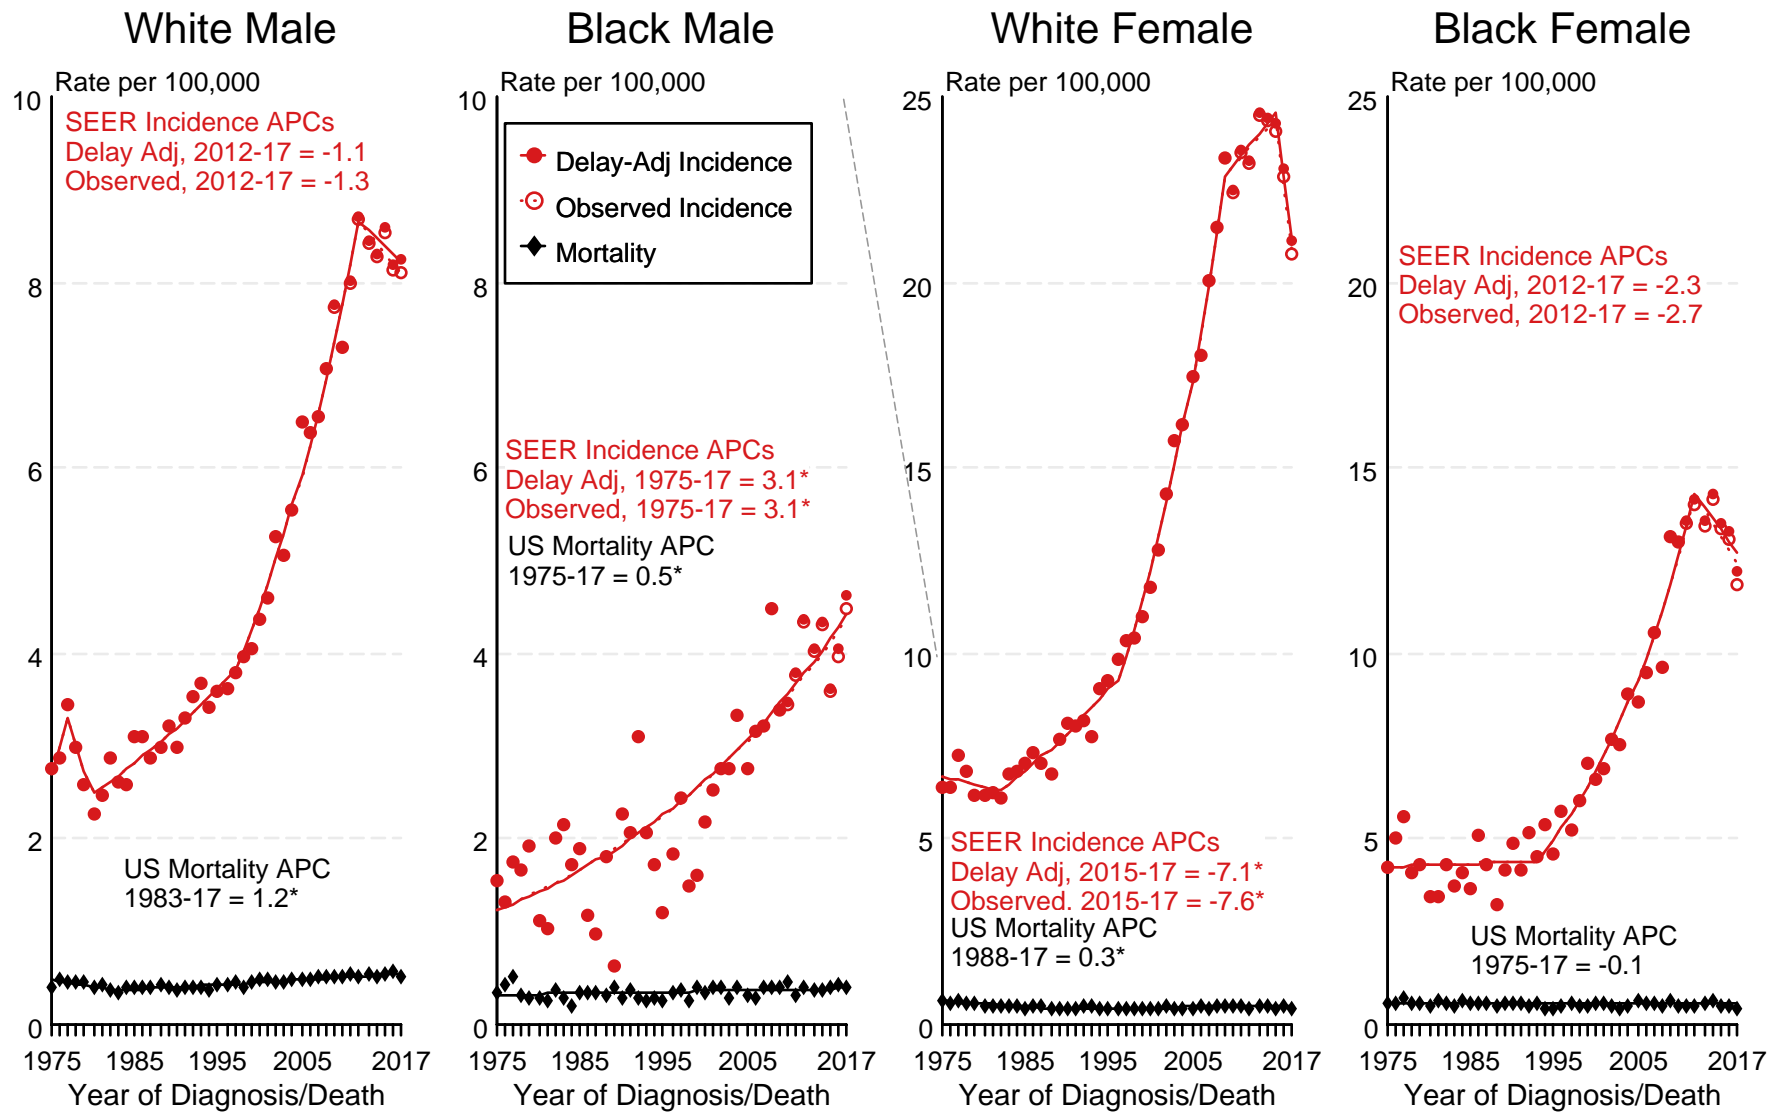 White Male
Rate per 100,000
10
8
6
4
2
0
SEER Incidence APCs
Delay Adj, 2012-17 = -1.1
Observed, 2012-17 = -1.3
US Mortality APC
1983-17 = 1.2*
1975 1985 1995 2005 2017
Year of Diagnosis/Death
Black Male
Rate per 100,000
10
8
6
4
2
0
Delay-Adj Incidence
Observed Incidence
Mortality
SEER Incidence APCs
Delay Adj, 1975-17 = 3.1*
Observed, 1975-17 = 3.1*
US Mortality APC
1975-17 = 0.5*
1975 1985 1995 2005 2017
Year of Diagnosis/Death
White Female
Rate per 100,000
25
20
15
10
5
0
SEER Incidence APCs
Delay Adj, 2015-17 = -7.1*
Observed, 2015-17 = -7.6*
US Mortality APC
1988-17 = 0.3*
1975 1985 1995 2005 2017
Year of Diagnosis/Death
Black Female
Rate per 100,000
25
20
15
10
5
0
SEER Incidence APCs
Delay Adj, 2012-17 = -2.3
Observed, 2012-17 = -2.7
US Mortality APC
1975-17 = -0.1
1975 1985 1995 2005 2017
Year of Diagnosis/Death